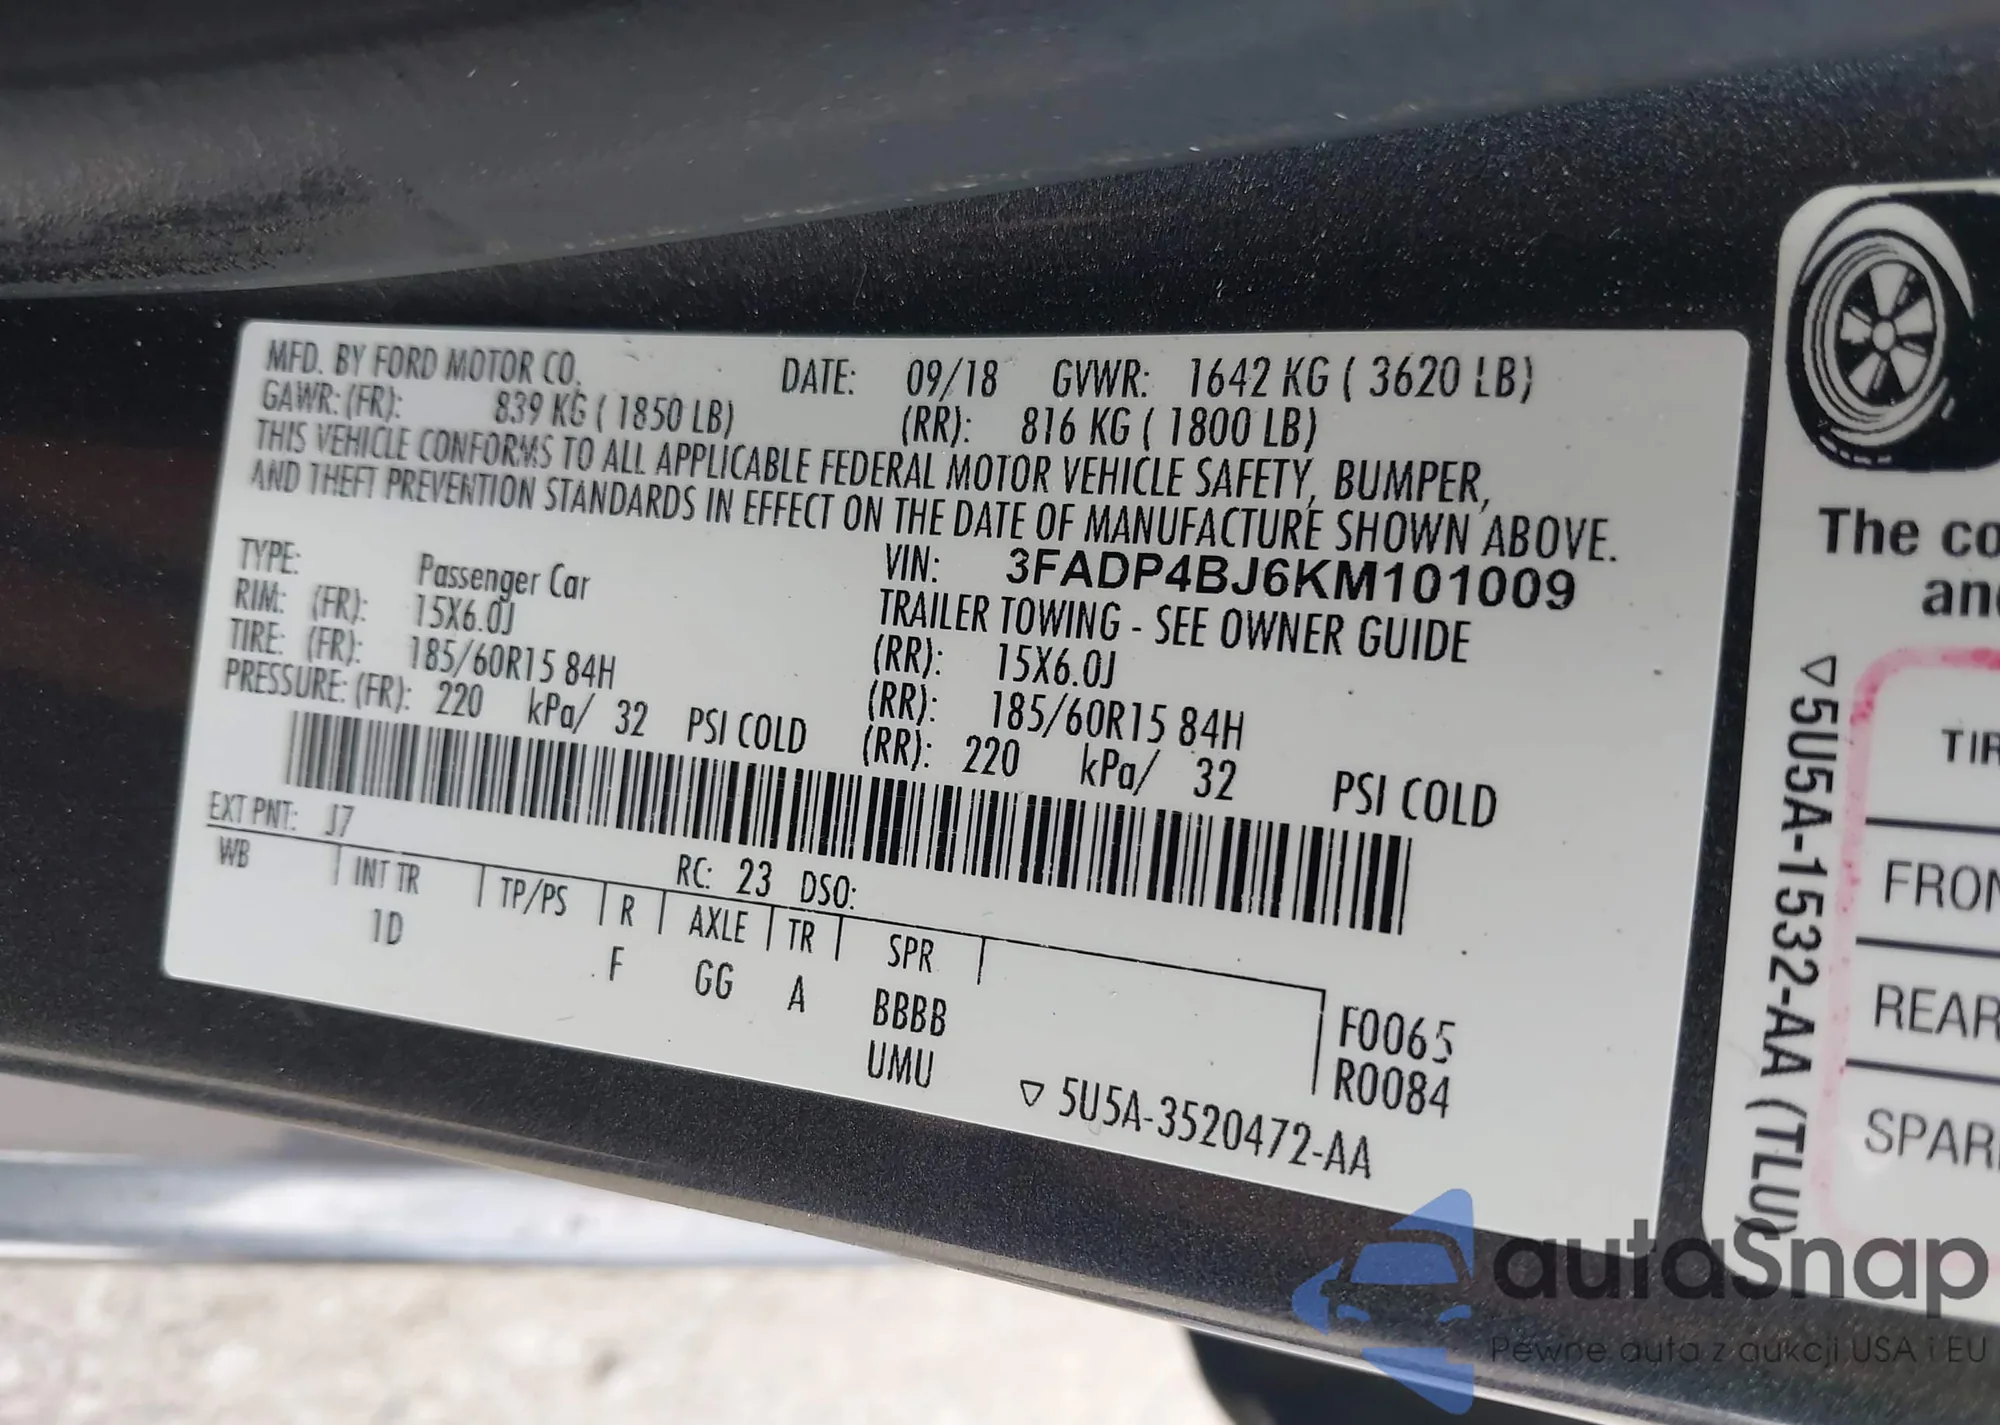 MFD. BY FORD MOTOR CO. DATE: 09/18 GVWR: 1642 KG ( 3620 LB)
GAWR: (FR): 839 KG ( 1850 LB) (RR): 816 KG ( 1800 LB)
THIS VEHICLE CONFORMS TO ALL APPLICABLE FEDERAL MOTOR VEHICLE SAFETY, BUMPER,
AND THEFT PREVENTION STANDARDS IN EFFECT ON THE DATE OF MANUFACTURE SHOWN ABOVE.
VIN: 3FADP4BJ6KM101009
TYPE: Passenger Car TRAILER TOWING - SEE OWNER GUIDE
RIM: (FR): 15X6.0J (RR): 15X6.0J
TIRE: (FR): 185/60R15 84H (RR): 185/60R15 84H
PRESSURE: (FR): 220 kPa/ 32 PSI COLD (RR): 220 kPa/ 32 PSI COLD
EXT PNT: J7 RC: 23 DSO:
WB INT TR TP/PS R AXLE TR SPR
1D F GG A BBBB F0065
UMU R0084
▽ 5U5A-3520472-AA
The co
and
▽5U5A-1532-AA (TLU)
TIR
FRON
REAR
SPAR
autaSnap
Pewne auta z aukcji USA i EU